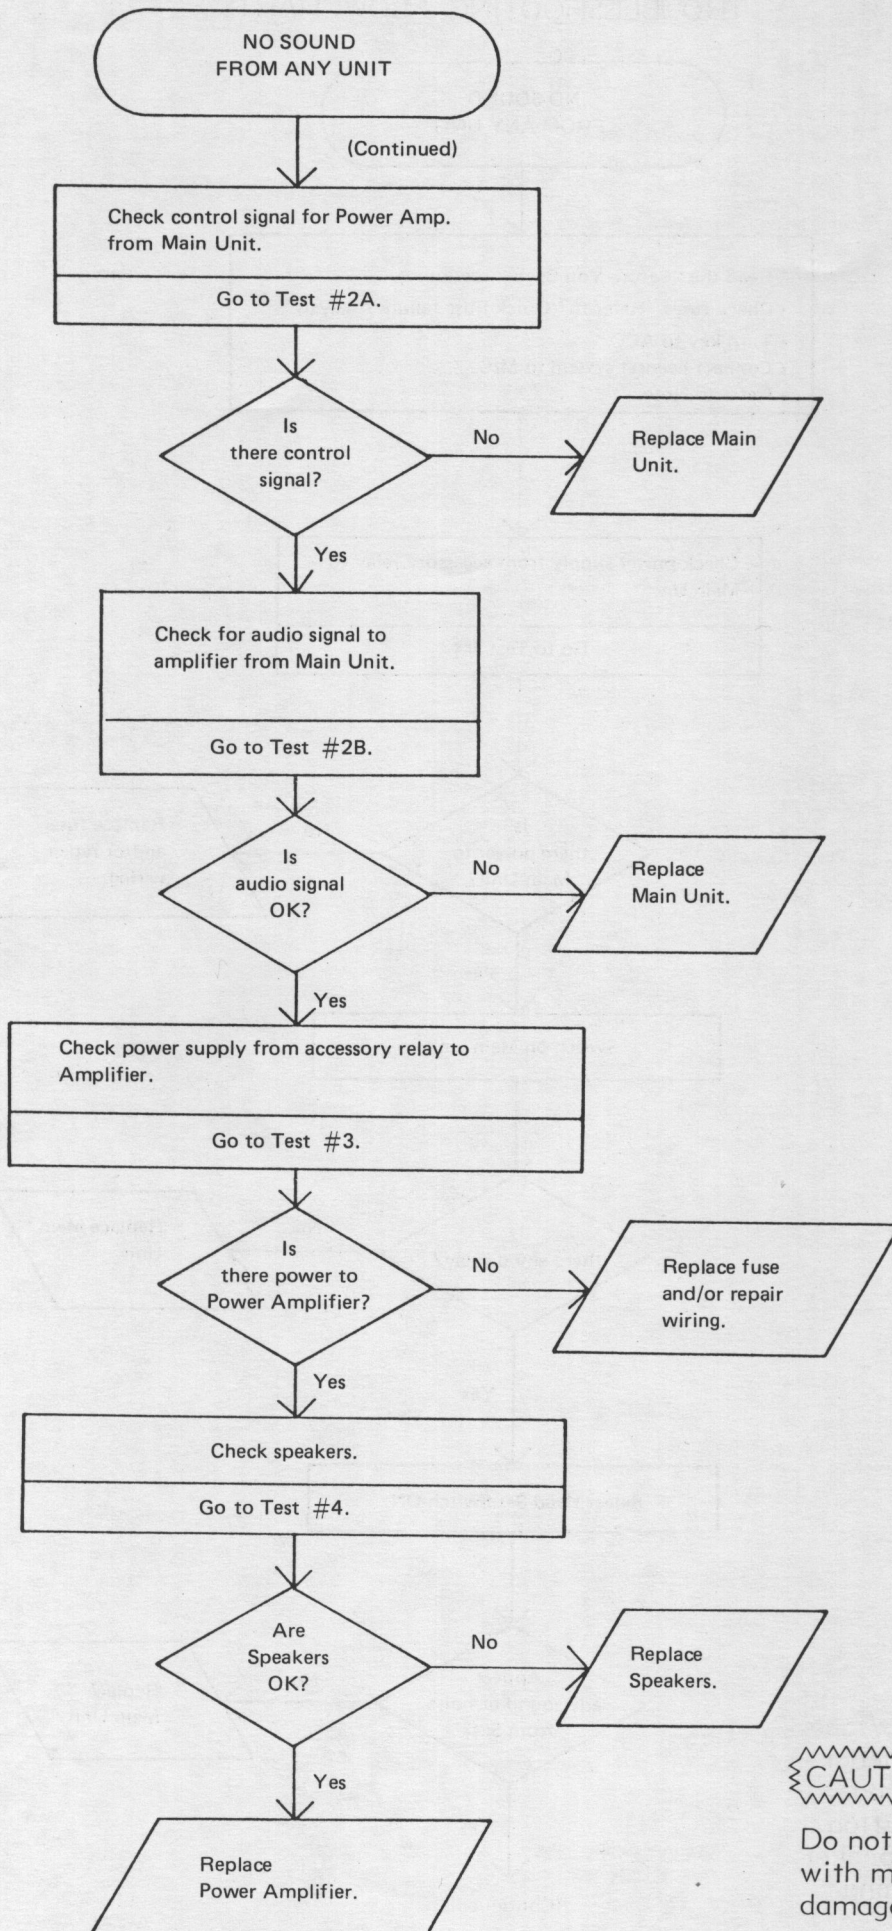 NO SOUND
FROM ANY UNIT
(Continued)
Check control signal for Power Amp.
from Main Unit.
Go to Test #2A.
Is
there control
signal?
No
Replace Main
Unit.
Yes
Check for audio signal to
amplifier from Main Unit.
Go to Test #2B.
Is
audio signal
OK?
No
Replace
Main Unit.
Yes
Check power supply from accessory relay to
Amplifier.
Go to Test #3.
Is
there power to
Power Amplifier?
No
Replace fuse
and/or repair
wiring.
Yes
Check speakers.
Go to Test #4.
Are
Speakers
OK?
No
Replace
Speakers.
Yes
Replace
Power Amplifier.
CAUT
Do not
with m
damag